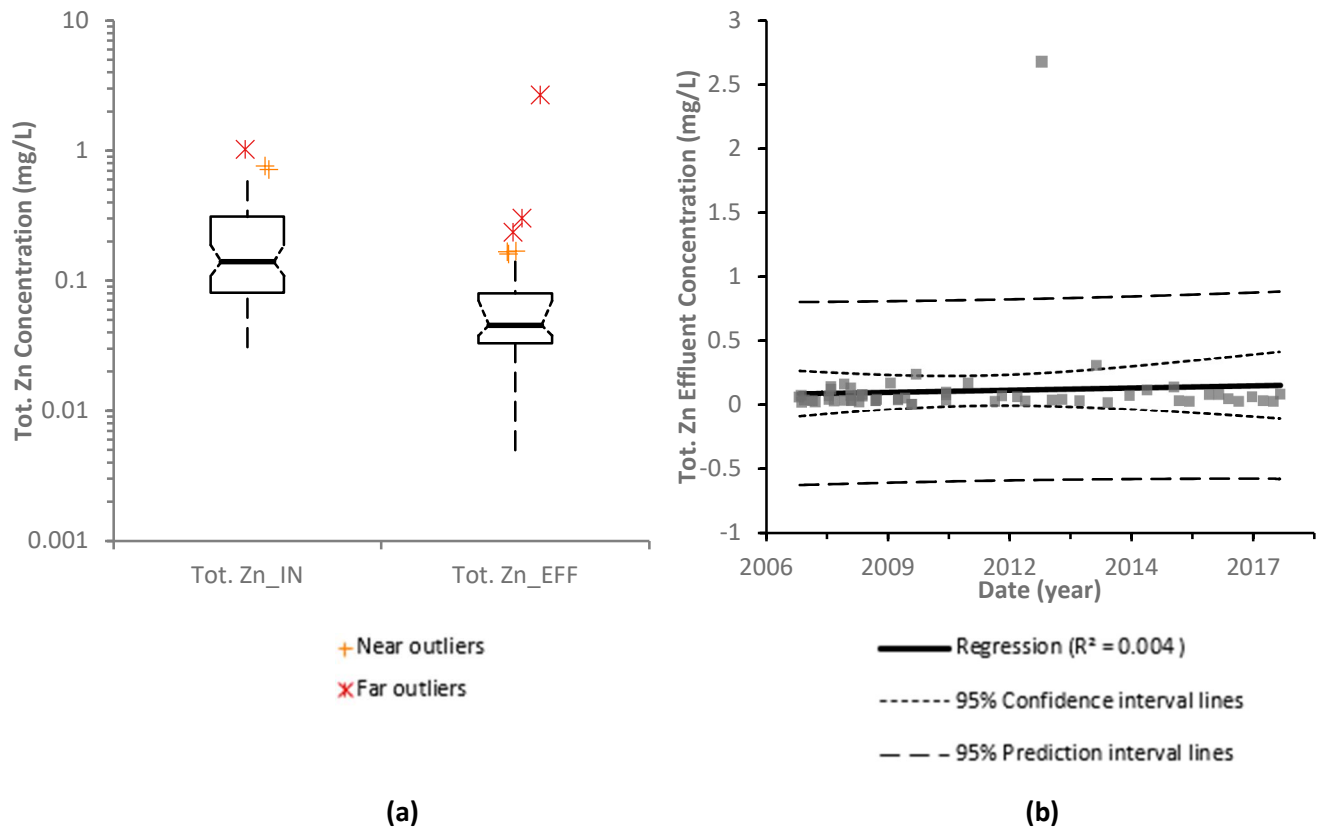 Tot. Zn Concentration (mg/L)
10
1
0.1
0.01
0.001
Tot. Zn_IN
Tot. Zn_EFF
Near outliers
Far outliers
(a)
Tot. Zn Effluent Concentration (mg/L)
3
2.5
2
1.5
1
0.5
0
-0.5
-1
2006
2009
2012
2014
2017
Date (year)
Regression (R² = 0.004 )
95% Confidence interval lines
95% Prediction interval lines
(b)